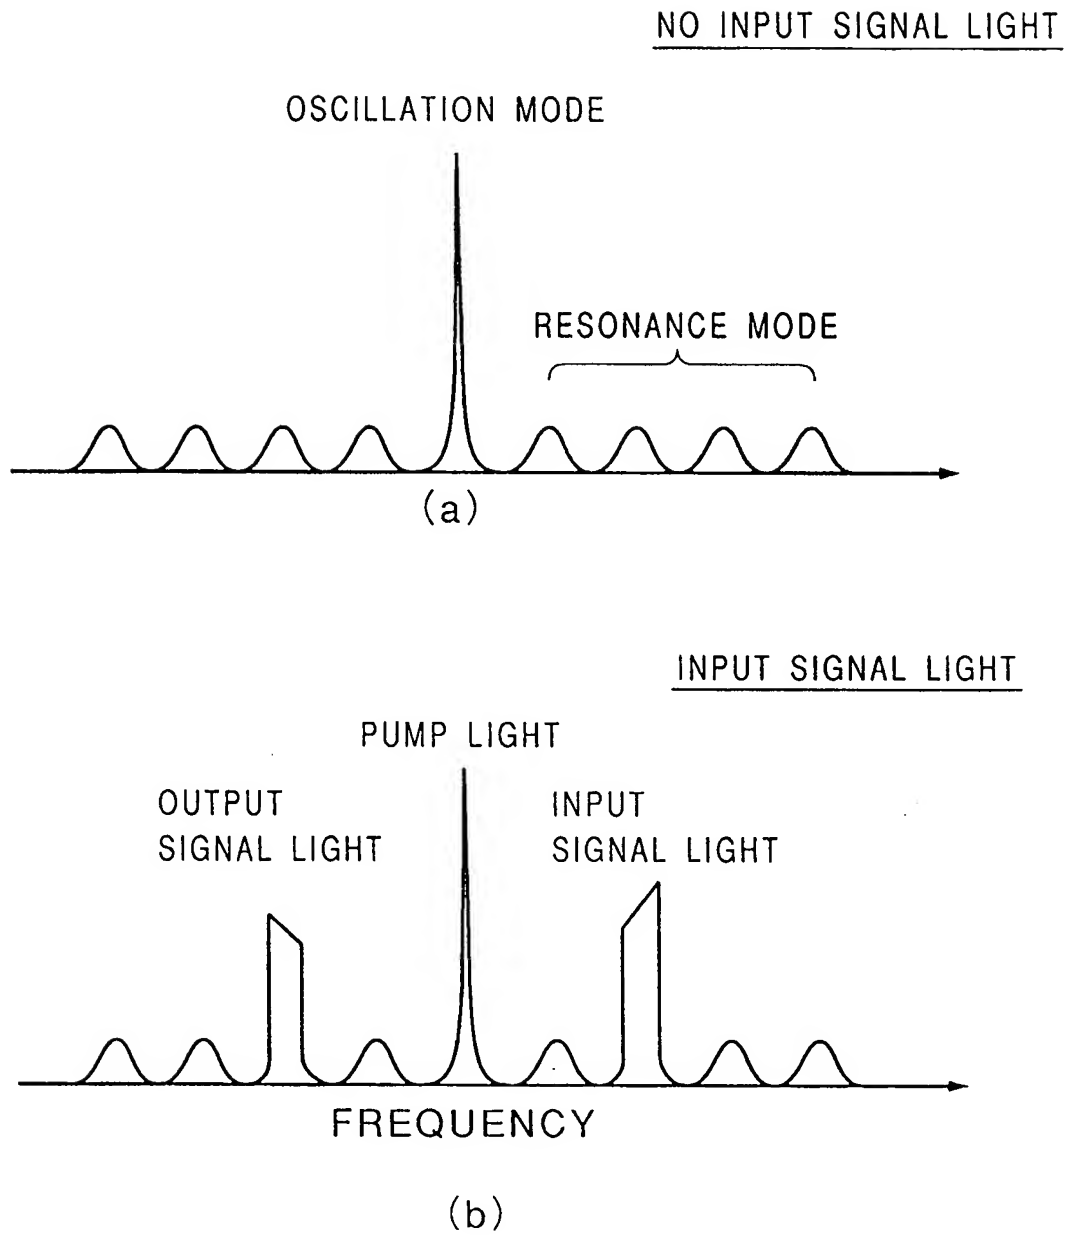 NO INPUT SIGNAL LIGHT
OSCILLATION MODE
RESONANCE MODE
(a)
INPUT SIGNAL LIGHT
PUMP LIGHT
OUTPUT
SIGNAL LIGHT
INPUT
SIGNAL LIGHT
FREQUENCY
(b)